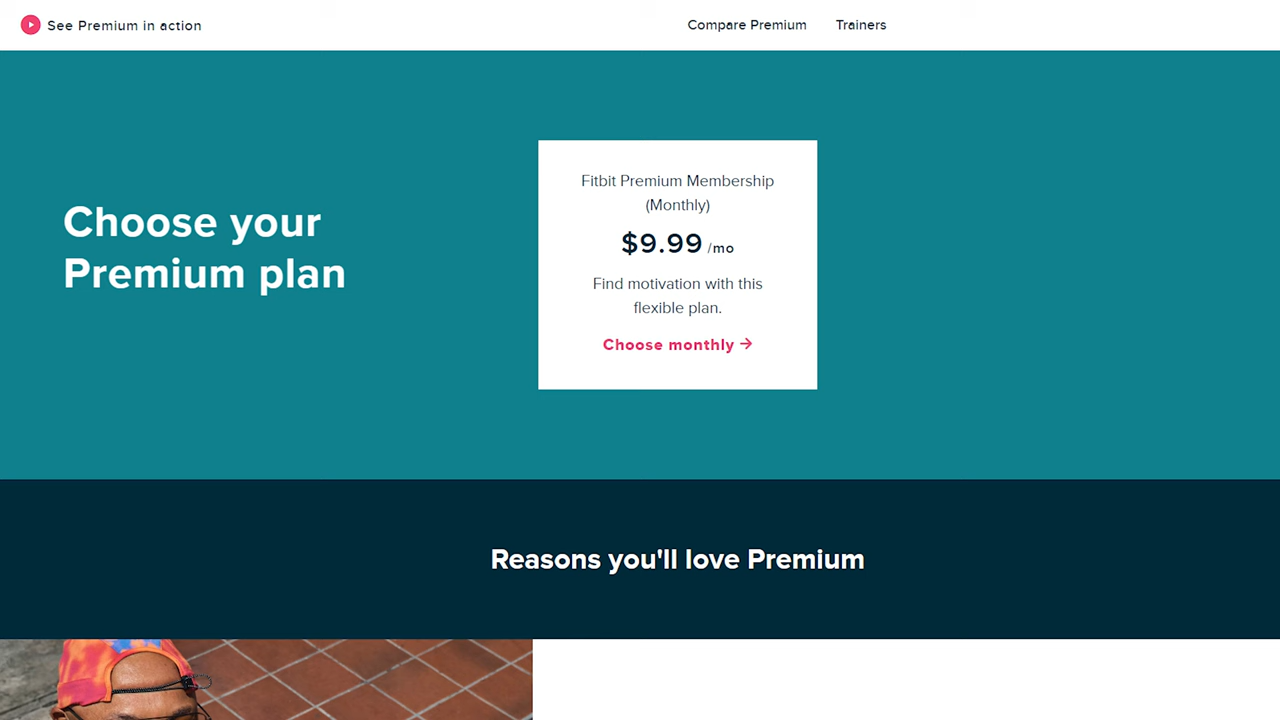 See Premium in action
Compare Premium
Trainers
Choose your
Premium plan
Fitbit Premium Membership
(Monthly)
$9.99 /mo
Find motivation with this
flexible plan.
Choose monthly →
Reasons you'll love Premium